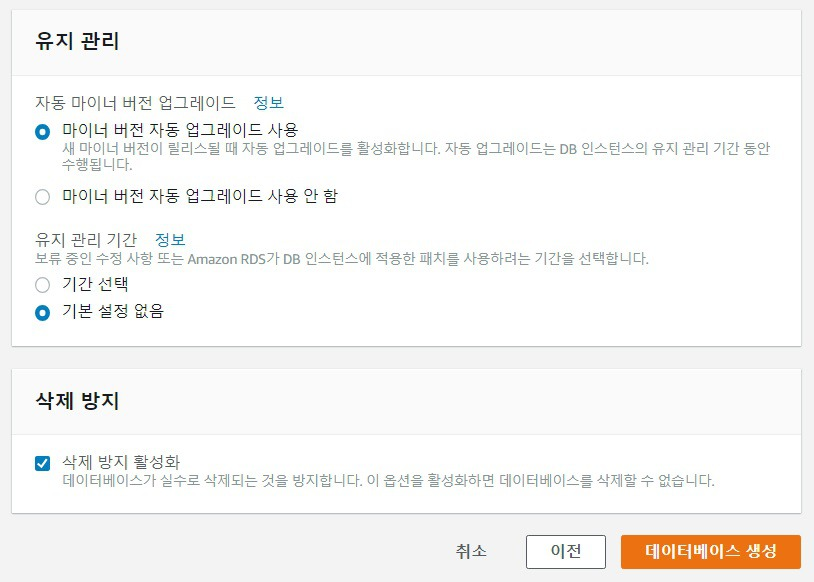 유지 관리
자동 마이너 버전 업그레이드 정보
마이너 버전 자동 업그레이드 사용
새 마이너 버전이 릴리스될 때 자동 업그레이드를 활성화합니다. 자동 업그레이드는 DB 인스턴스의 유지 관리 기간 동안
수행됩니다.
마이너 버전 자동 업그레이드 사용 안 함
유지 관리 기간 정보
보류 중인 수정 사항 또는 Amazon RDS가 DB 인스턴스에 적용한 패치를 사용하려는 기간을 선택합니다.
기간 선택
기본 설정 없음
삭제 방지
삭제 방지 활성화
데이터베이스가 실수로 삭제되는 것을 방지합니다. 이 옵션을 활성화하면 데이터베이스를 삭제할 수 없습니다.
취소 이전 데이터베이스 생성